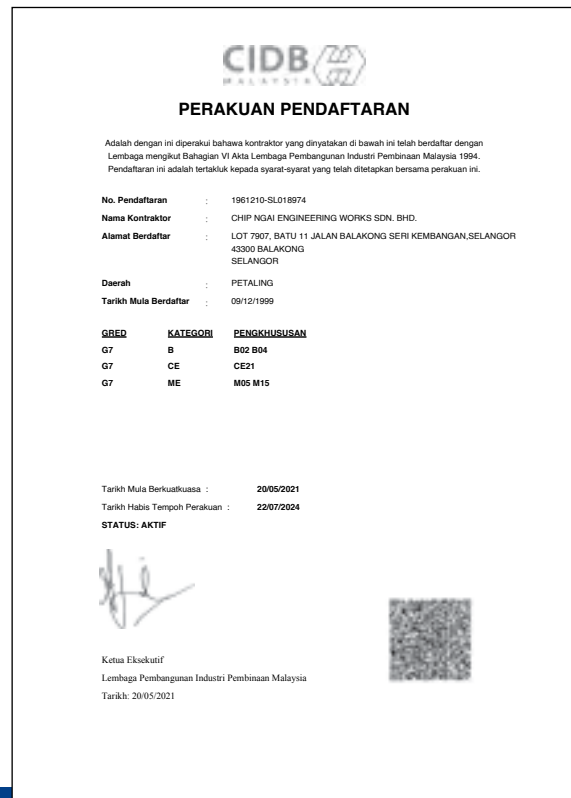 CIDB
MALAYSIA
PERAKUAN PENDAFTARAN
Adalah dengan ini diperakui bahawa kontraktor yang dinyatakan di bawah ini telah berdaftar dengan
Lembaga mengikut Bahagian VI Akta Lembaga Pembangunan Industri Pembinaan Malaysia 1994.
Pendaftaran ini adalah tertakluk kepada syarat-syarat yang telah ditetapkan bersama perakuan ini.
No. Pendaftaran : 1961210-SL018974
Nama Kontraktor : CHIP NGAI ENGINEERING WORKS SDN. BHD.
Alamat Berdaftar : LOT 7907, BATU 11 JALAN BALAKONG SERI KEMBANGAN,SELANGOR
43300 BALAKONG
SELANGOR
Daerah : PETALING
Tarikh Mula Berdaftar : 09/12/1999
GRED KATEGORI PENGKHUSUSAN
G7 B B02 B04
G7 CE CE21
G7 ME M05 M15
Tarikh Mula Berkuatkuasa : 20/05/2021
Tarikh Habis Tempoh Perakuan : 22/07/2024
STATUS: AKTIF
Ketua Eksekutif
Lembaga Pembangunan Industri Pembinaan Malaysia
Tarikh: 20/05/2021